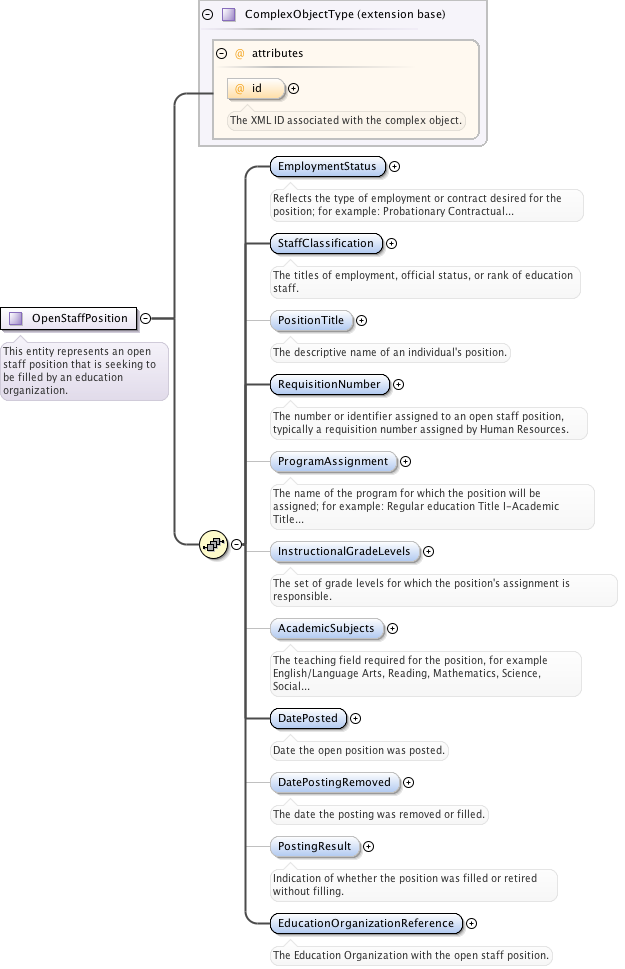 ComplexObjectType (extension base)
@ attributes
@ id
The XML ID associated with the complex object.
EmploymentStatus
Reflects the type of employment or contract desired for the
position; for example: Probationary Contractual...
StaffClassification
The titles of employment, official status, or rank of education
staff.
OpenStaffPosition
This entity represents an open
staff position that is seeking to
be filled by an education
organization.
PositionTitle
The descriptive name of an individual's position.
RequisitionNumber
The number or identifier assigned to an open staff position,
typically a requisition number assigned by Human Resources.
ProgramAssignment
The name of the program for which the position will be
assigned; for example: Regular education Title I-Academic
Title...
InstructionalGradeLevels
The set of grade levels for which the position's assignment is
responsible.
AcademicSubjects
The teaching field required for the position, for example
English/Language Arts, Reading, Mathematics, Science,
Social...
DatePosted
Date the open position was posted.
DatePostingRemoved
The date the posting was removed or filled.
PostingResult
Indication of whether the position was filled or retired
without filling.
EducationOrganizationReference
The Education Organization with the open staff position.